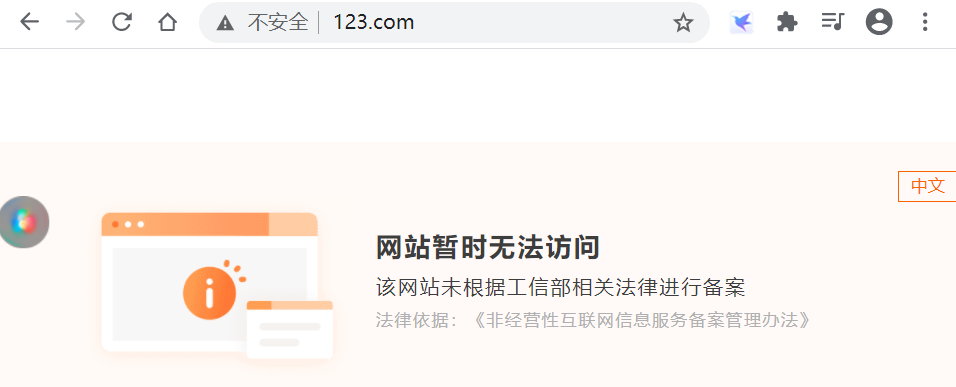 不安全 123.com
中文
网站暂时无法访问
该网站未根据工信部相关法律进行备案
法律依据：《非经营性互联网信息服务备案管理办法》